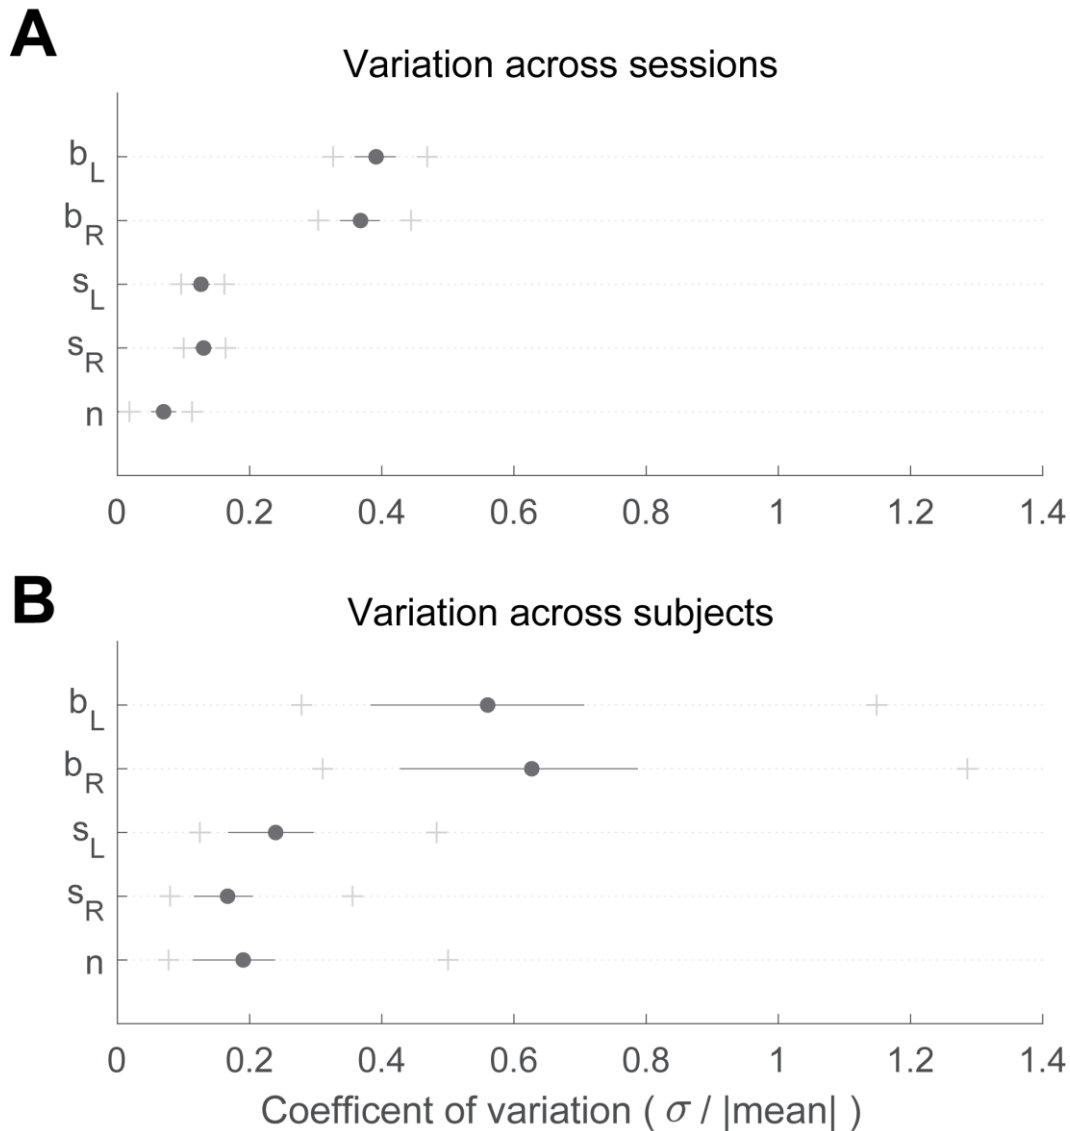 A
Variation across sessions
b_L
b_R
s_L
s_R
n
0 0.2 0.4 0.6 0.8 1 1.2 1.4
B
Variation across subjects
b_L
b_R
s_L
s_R
n
0 0.2 0.4 0.6 0.8 1 1.2 1.4
Coefficent of variation ( σ / |mean| )